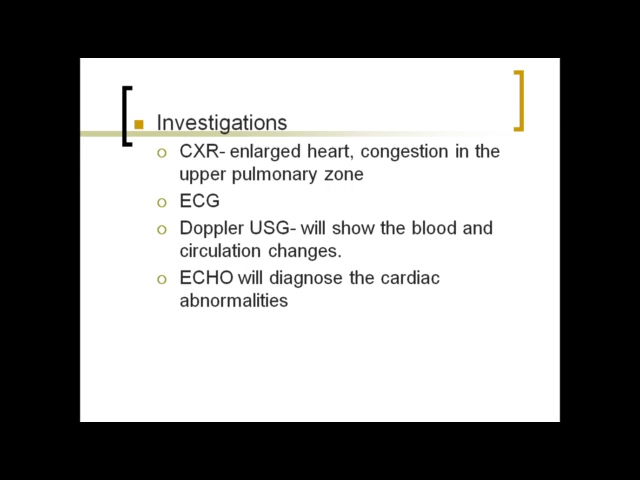 Investigations
CXR- enlarged heart, congestion in the
upper pulmonary zone
ECG
Doppler USG- will show the blood and
circulation changes.
ECHO will diagnose the cardiac
abnormalities